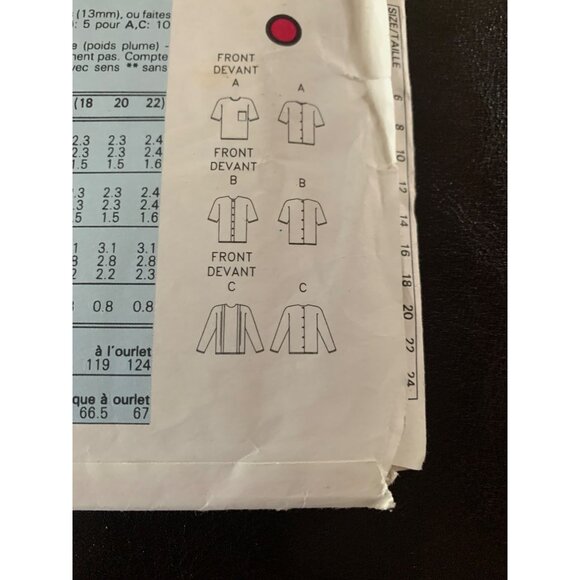 (13mm), ou faites
: 5 pour A,C: 10
(poids plume) -
ment pas. Compte
vec sens ** sans
(18 20 22)
2.3 2.3 2.4
2.3 2.3 2.4
1.5 1.5 1.5
2.3 2.4
2.3 2.4
1.5 1.6
3.1 3.1
2.8 2.8
2.2 2.3
0.8 0.8
à l'ourlet
119 124
que à ourlet
66.5 67
FRONT
DEVANT
A A
FRONT
DEVANT
B B
FRONT
DEVANT
C C
SIZE/TAILLE
6
8
10
12
14
16
18
20
22
24